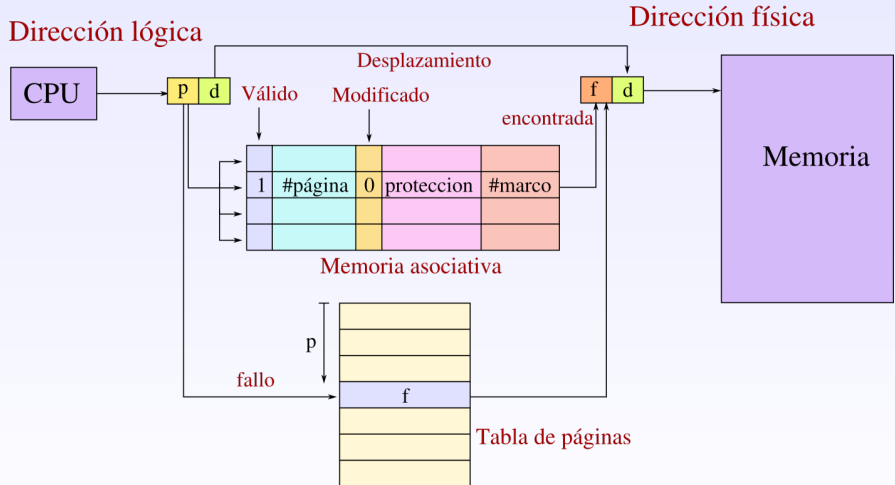 Dirección lógica
Dirección física
Desplazamiento
CPU
p d
f d
Válido
Modificado
encontrada
Memoria
1 #página 0 proteccion #marco
Memoria asociativa
p
fallo
f
Tabla de páginas